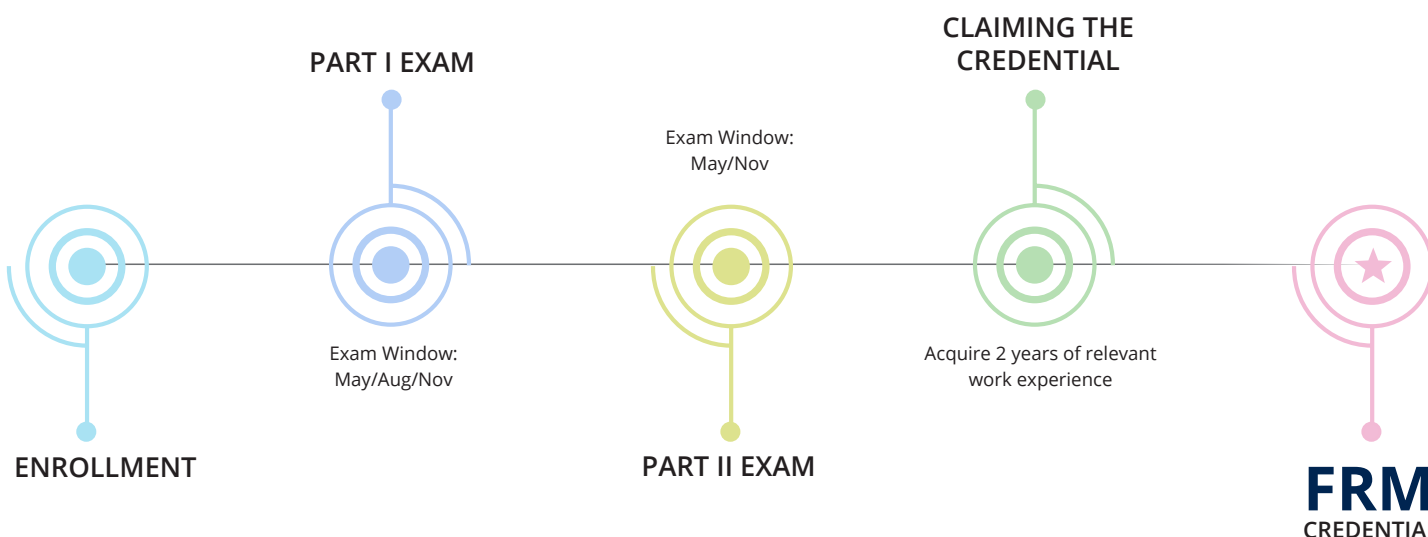 ENROLLMENT
PART I EXAM
Exam Window:
May/Aug/Nov
Exam Window:
May/Nov
PART II EXAM
CLAIMING THE
CREDENTIAL
Acquire 2 years of relevant
work experience
FRM
CREDENTIA